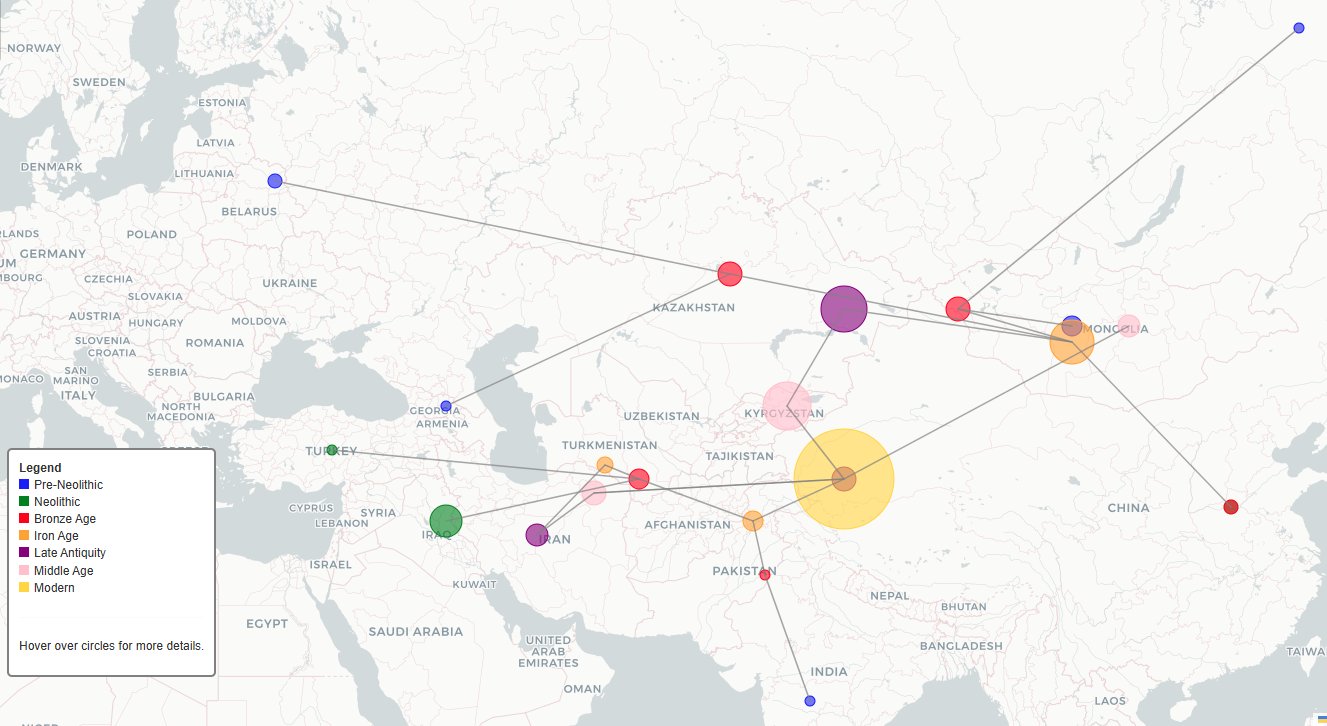 NORWAY
SWEDEN
ESTONIA
LATVIA
DENMARK
LITHUANIA
BELARUS
RLANDS
POLAND
GERMANY
UM
MBOURG
CZECHIA
UKRAINE
SLOVAKIA
KAZAKHSTAN
AUSTRIA
HUNGARY
MOLDOVA
MONGOLIA
SLOVENIA
CROATIA
ROMANIA
SAN
MARINO
MONACO
SERBIA
ITALY
BULGARIA
NORTH
MACEDONIA
GEORGIA
ARMENIA
UZBEKISTAN
KYRGYZSTAN
TURKEY
TURKMENISTAN
TAJIKISTAN
Legend
Pre-Neolithic
Neolithic
Bronze Age
Iron Age
Late Antiquity
Middle Age
Modern
Hover over circles for more details.
CYPRUS
LEBANON
SYRIA
IRAQ
IRAN
AFGHANISTAN
CHINA
ISRAEL
KUWAIT
PAKISTAN
NEPAL
BHUTAN
EGYPT
SAUDI ARABIA
UNITED
ARAB
EMIRATES
BANGLADESH
TAIWA
OMAN
INDIA
LAOS